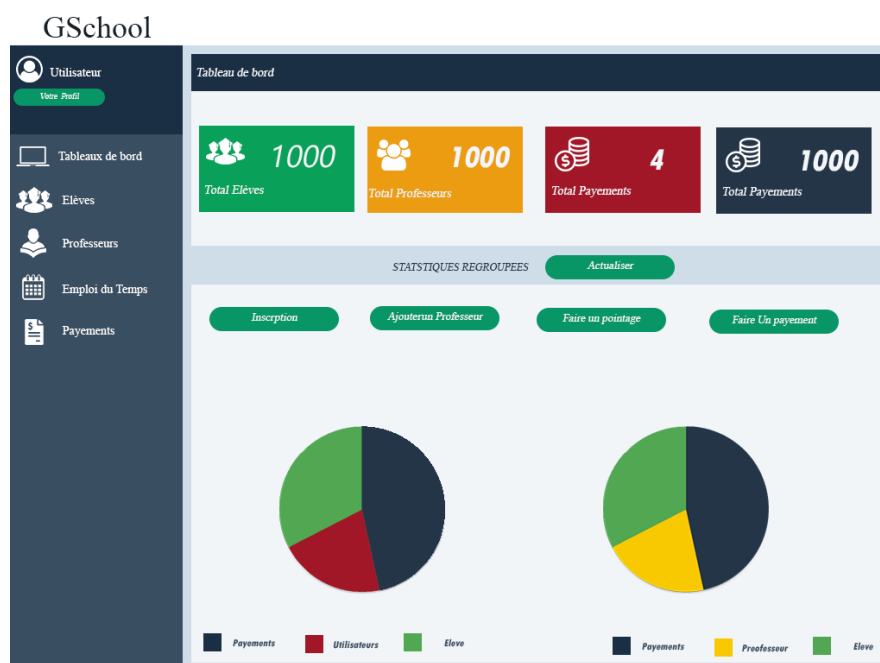 GSchool
Utilisateur
Votre Profil
Tableaux de bord
Elèves
Professeurs
Emploi du Temps
Payements
Tableau de bord
1000
Total Elèves
1000
Total Professeurs
4
Total Payements
1000
Total Payements
STATSTIQUES REGROUPEES
Actualiser
Inscrption
Ajouterun Professeur
Faire un pointage
Faire Un payement
Payements
Utilisateurs
Eleve
Payements
Preofesseur
Eleve